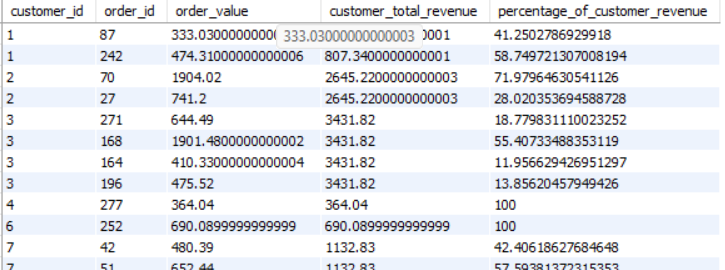 customer_id order_id order_value customer_total_revenue percentage_of_customer_revenue
1 87 333.0300000000 333.03000000000003 0001 41.2502786929918
1 242 474.31000000000006 807.3400000000001 58.749721307008194
2 70 1904.02 2645.2200000000003 71.97964630541126
2 27 741.2 2645.2200000000003 28.020353694588728
3 271 644.49 3431.82 18.779831110023252
3 168 1901.4800000000002 3431.82 55.40733488353119
3 164 410.33000000000004 3431.82 11.956629426951297
3 196 475.52 3431.82 13.85620457949426
4 277 364.04 364.04 100
6 252 690.0899999999999 690.0899999999999 100
7 42 480.39 1132.83 42.40618627684648
7 51 652.44 1132.83 57.59381372315353